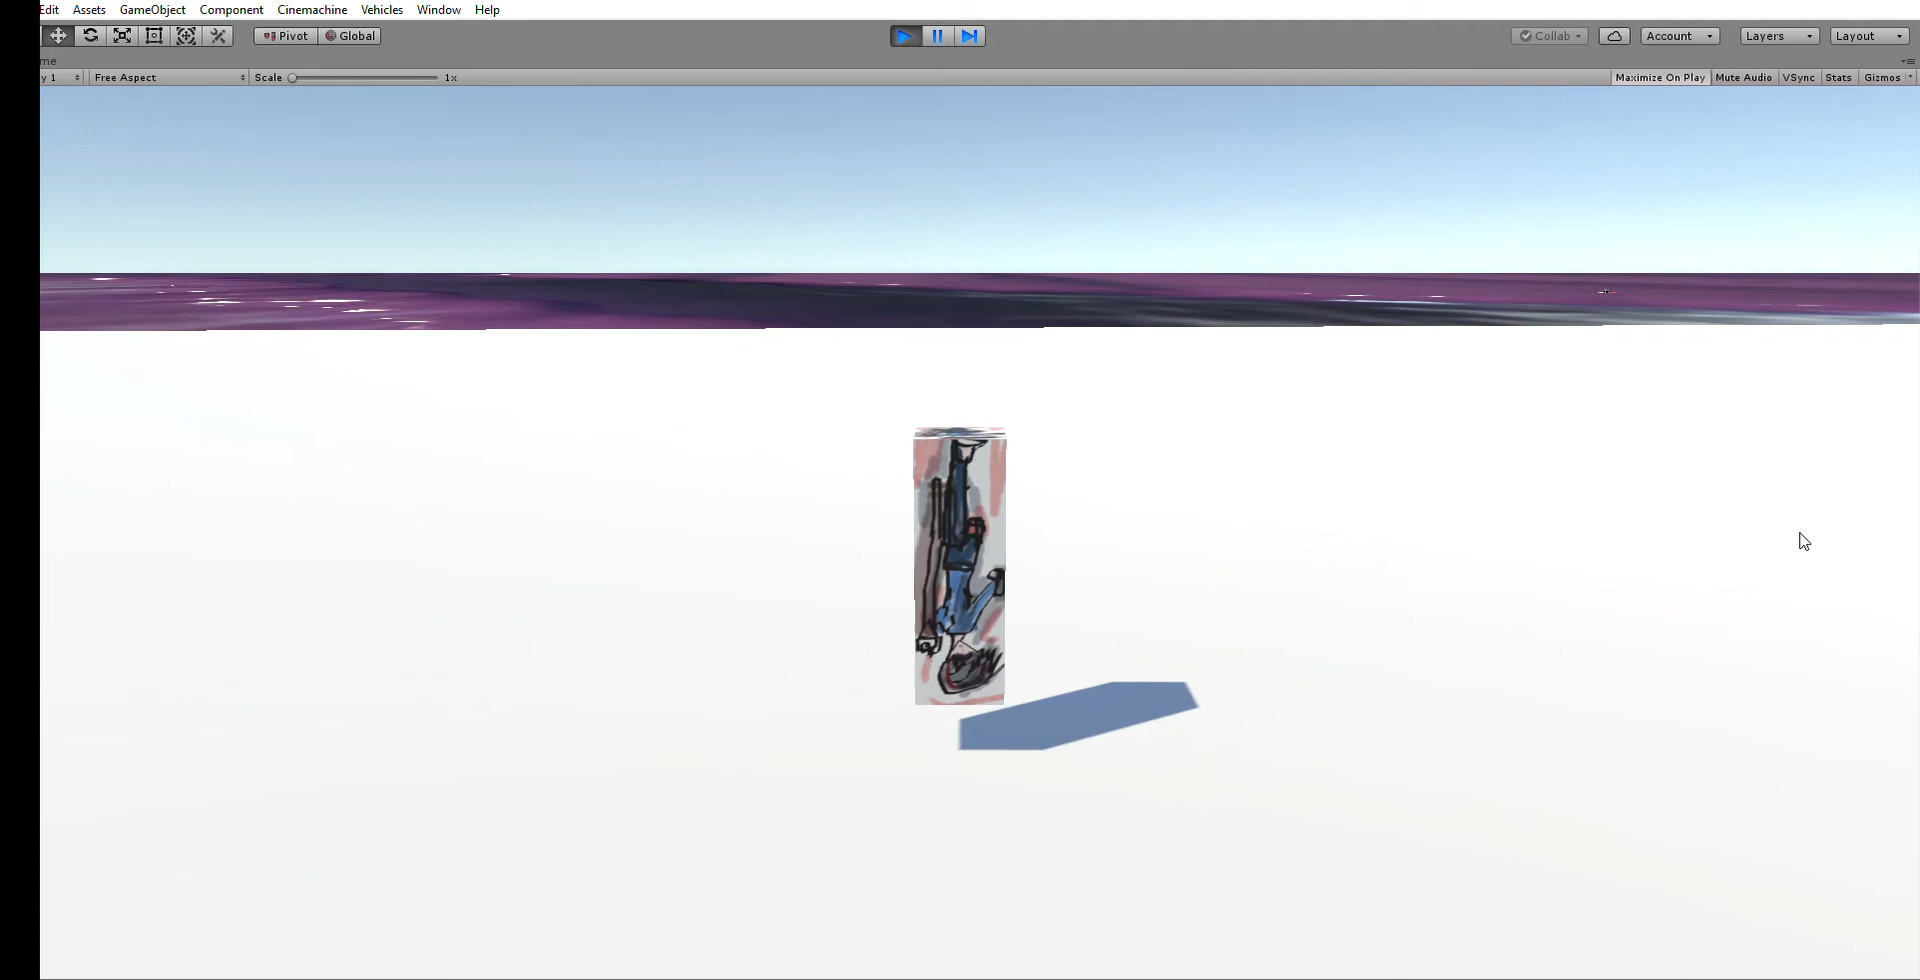 Edit Assets GameObject Component Cinemachine Vehicles Window Help
Pivot Global Collab Account Layers Layout
me
y 1 Free Aspect Scale 1x Maximize On Play Mute Audio VSync Stats Gizmos